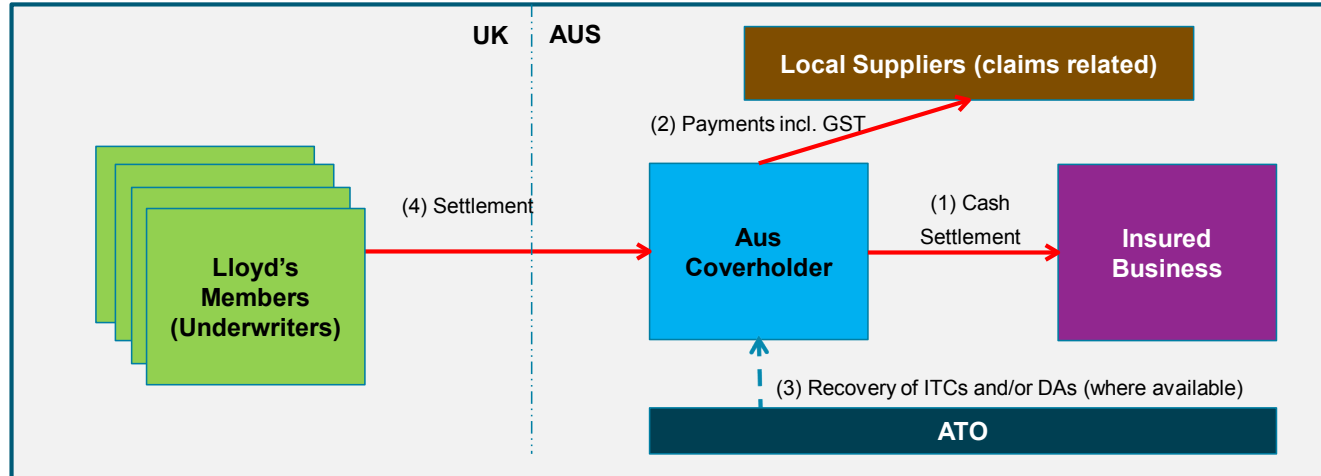 UK
AUS
Local Suppliers (claims related)
(2) Payments incl. GST
(4) Settlement
(1) Cash
Settlement
Lloyd's
Members
(Underwriters)
Aus
Coverholder
Insured
Business
(3) Recovery of ITCs and/or DAs (where available)
ATO